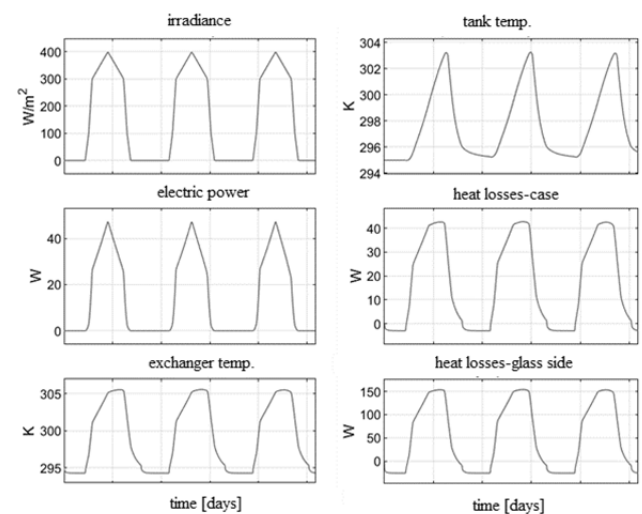 irradiance
tank temp.
400
300
200
100
0
W/m²
304
302
300
298
296
294
K
electric power
heat losses-case
40
20
0
W
40
30
20
10
0
W
exchanger temp.
heat losses-glass side
305
300
295
K
150
100
50
0
W
time [days]
time [days]